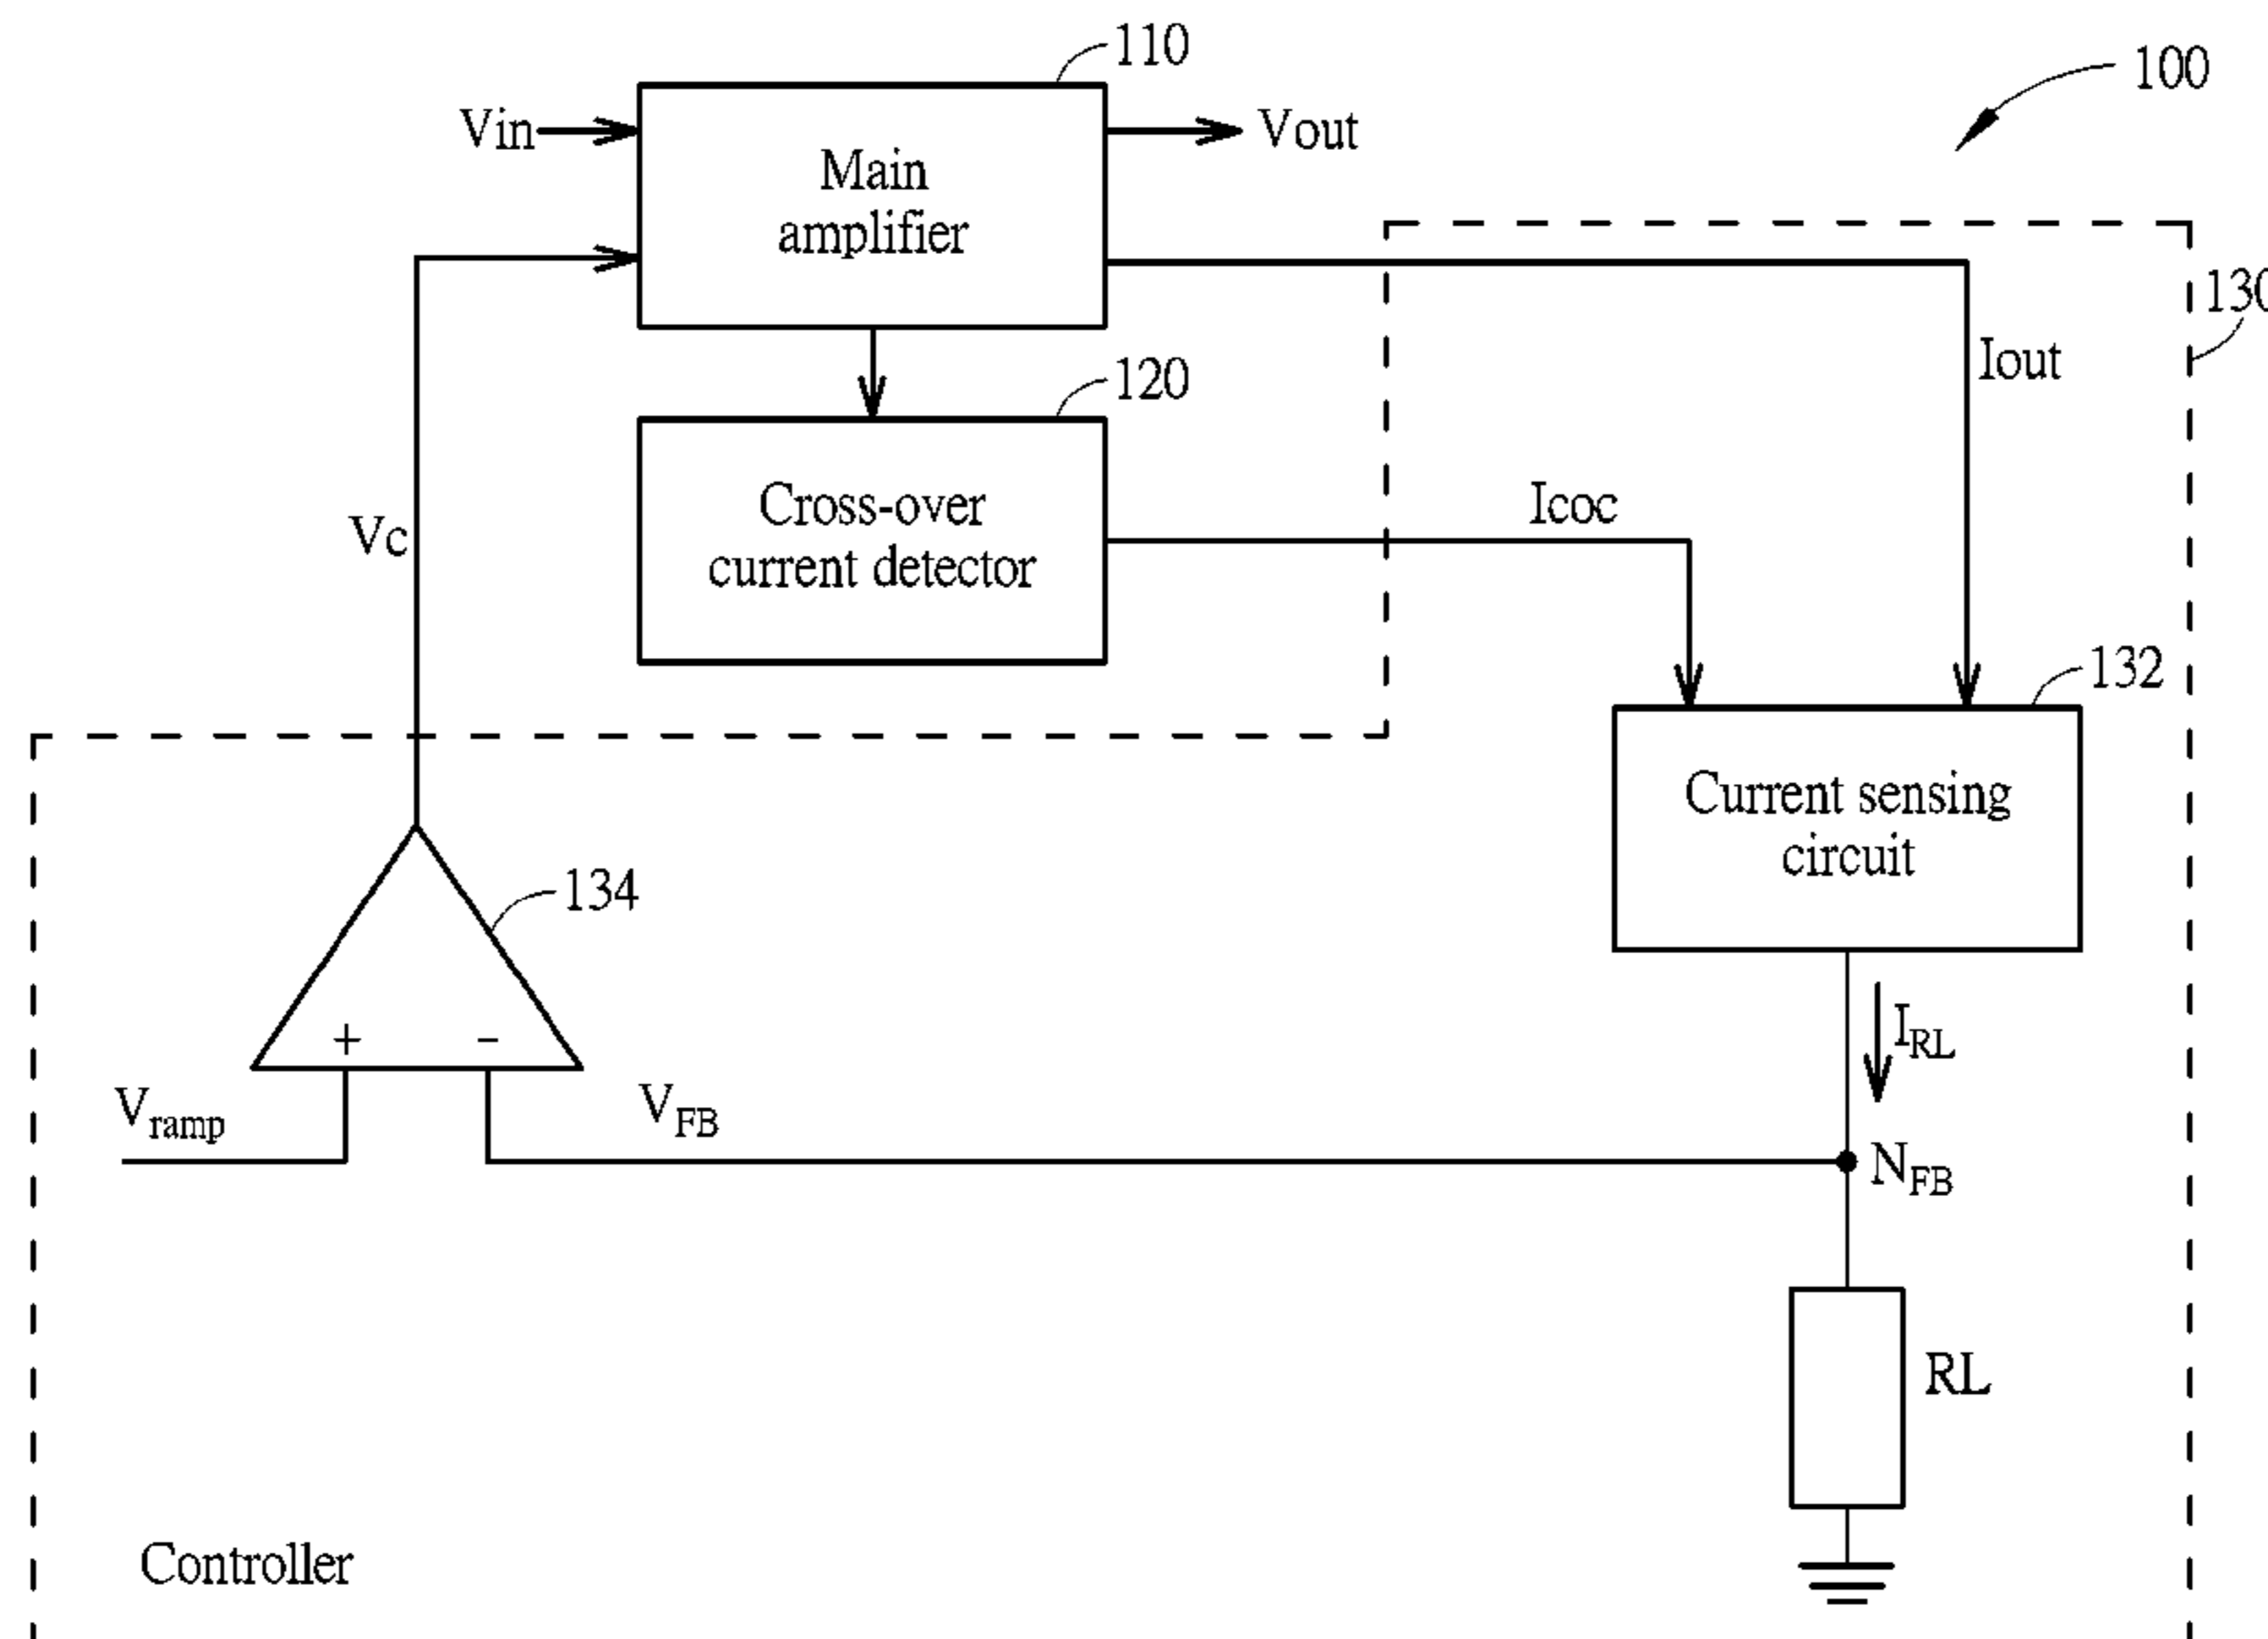 110
100
Vin
Vout
Main
amplifier
130
Iout
120
Cross-over
current detector
Icoc
Vc
132
Current sensing
circuit
134
+
-
IRL
Vramp
VFB
NFB
RL
Controller